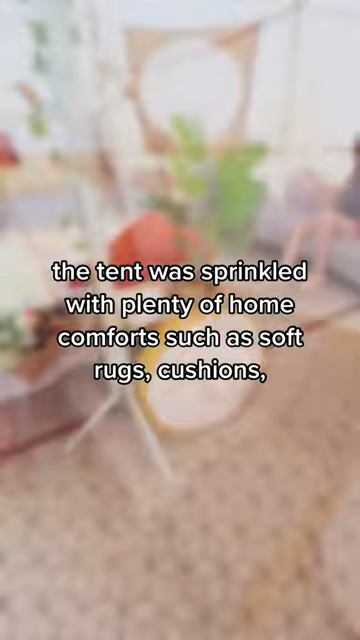 the tent was sprinkled
with plenty of home
comforts such as soft
rugs, cushions,